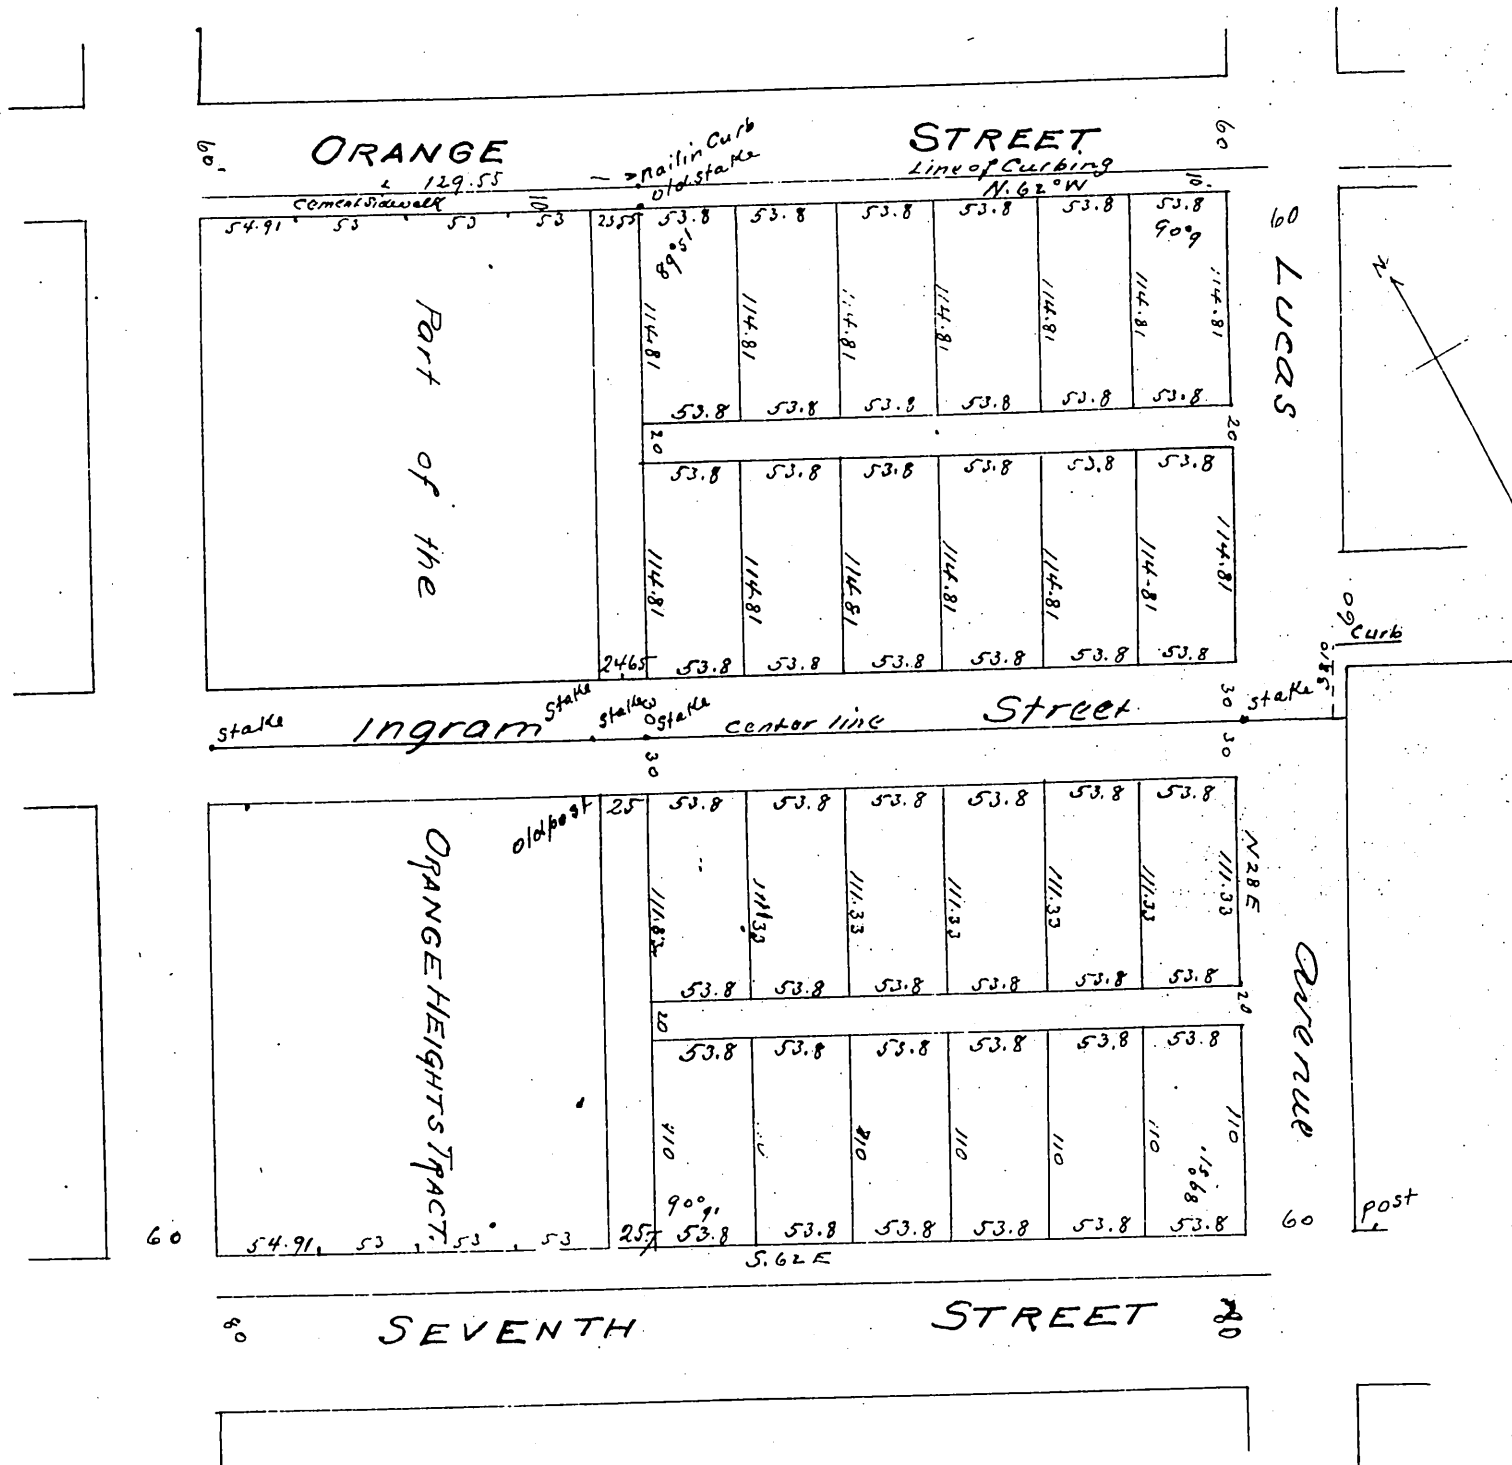 ORANGE STREET
60 60
129.55
nail in Curb
old stake
Line of Curbing
N. 62° W
cement sidewalk 10 10
54.91 53 53 53 23.55 53.8 53.8 53.8 53.8 53.8 53.8
89°51 90°9
60
N
114.81 114.81 114.81 114.81 114.81 114.81 114.81
53.8 53.8 53.8 53.8 53.8 53.8
20 20
53.8 53.8 53.8 53.8 53.8 53.8
114.81 114.81 114.81 114.81 114.81 114.81 114.81
24.65 53.8 53.8 53.8 53.8 53.8 53.8
Part of the
Lucas Avenue
60
Curb
stake stake stake stake stake
30 30
Ingram center line Street
30 30
old post 25 53.8 53.8 53.8 53.8 53.8 53.8
ORANGE HEIGHTS TRACT.
111.33 111.33 111.33 111.33 111.33 111.33
N 28 E
53.8 53.8 53.8 53.8 53.8 53.8
20 20
53.8 53.8 53.8 53.8 53.8 53.8
110 110 110 110 110 110
90°9' 89°51'
60 54.91 53 53 53 25 53.8 53.8 53.8 53.8 53.8 53.8 60 post
S. 62 E
80 SEVENTH STREET 80